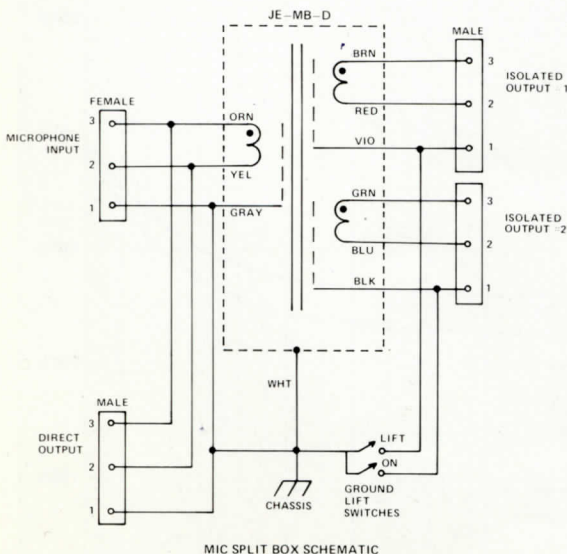 JE-MB-D
MALE
BRN
3
ISOLATED
OUTPUT-1
RED
2
VIO
1
FEMALE
3
ORN
MICROPHONE
INPUT
2
YEL
1
GRAY
GRN
3
ISOLATED
OUTPUT=2
BLU
2
BLK
1
WHT
MALE
3
DIRECT
OUTPUT
2
1
LIFT
ON
GROUND
LIFT
SWITCHES
CHASSIS
MIC SPLIT BOX SCHEMATIC